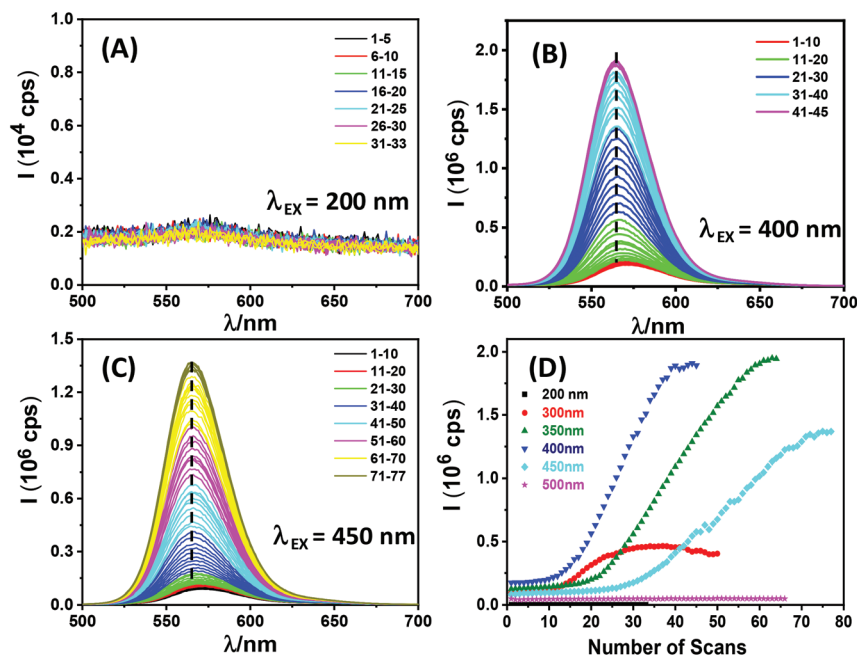 (A)
1-5
6-10
11-15
16-20
21-25
26-30
31-33
λEX = 200 nm
I (10⁴ cps)
1.0
0.8
0.6
0.4
0.2
0.0
500 550 600 650 700
λ/nm
(B)
1-10
11-20
21-30
31-40
41-45
λEX = 400 nm
I (10⁶ cps)
2.0
1.5
1.0
0.5
0.0
500 550 600 650 700
λ/nm
(C)
1-10
11-20
21-30
31-40
41-50
51-60
61-70
71-77
λEX = 450 nm
I (10⁶ cps)
1.5
1.2
0.9
0.6
0.3
0.0
500 550 600 650 700
λ/nm
(D)
200 nm
300nm
350nm
400nm
450nm
500nm
I (10⁶ cps)
2.0
1.5
1.0
0.5
0.0
0 10 20 30 40 50 60 70 80
Number of Scans